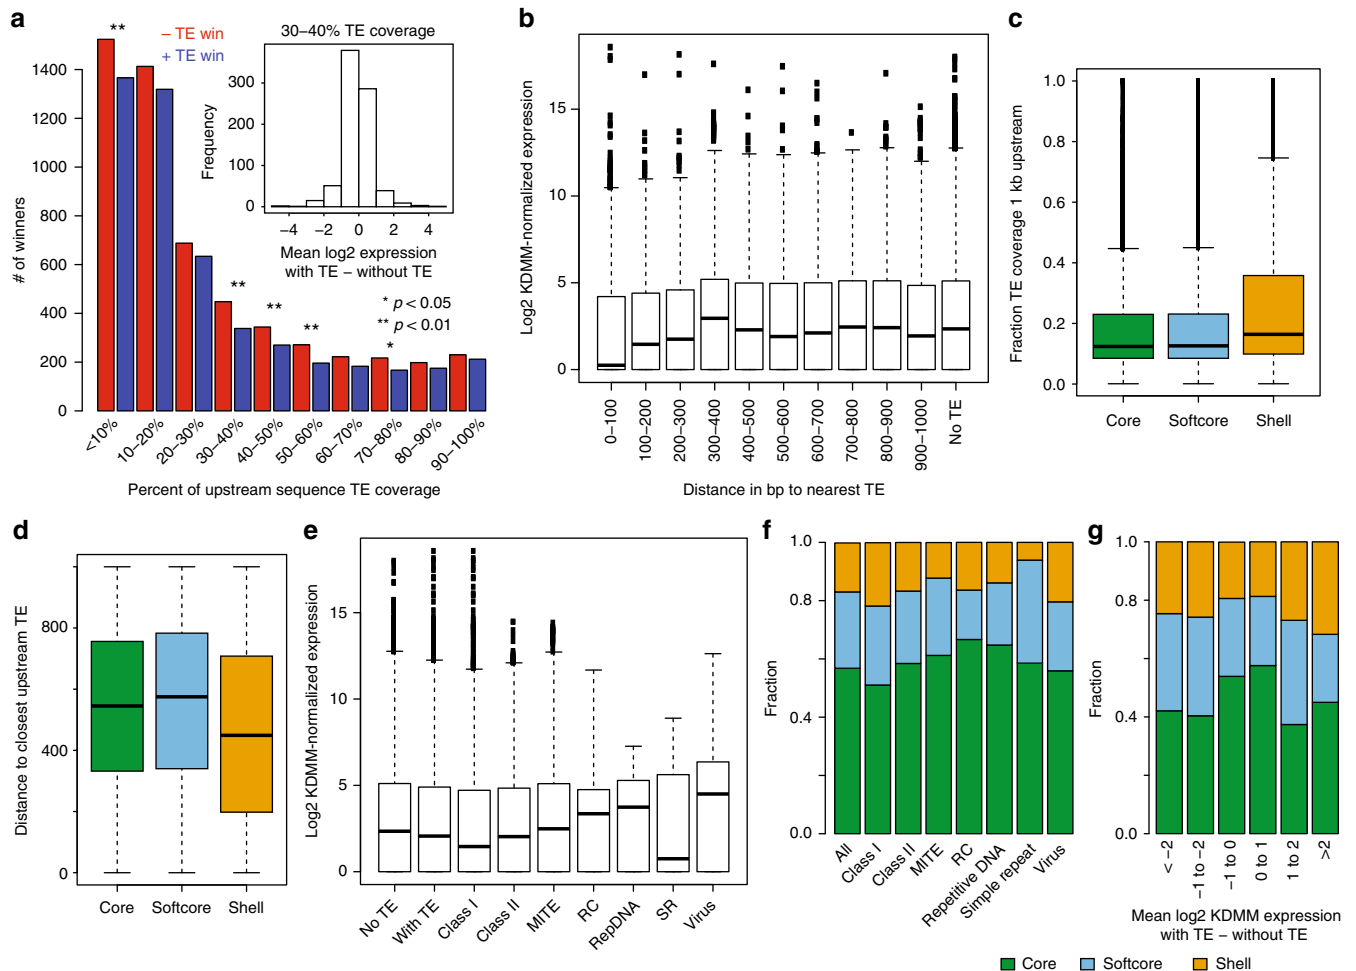 a
**
– TE win
+ TE win
30–40% TE coverage
Frequency
300
200
100
0
–4
–2
0
2
4
Mean log2 expression
with TE – without TE
# of winners
1400
1200
1000
800
600
400
200
0
**
**
**
*
* p < 0.05
** p < 0.01
<10%
10–20%
20–30%
30–40%
40–50%
50–60%
60–70%
70–80%
80–90%
90–100%
Percent of upstream sequence TE coverage
b
Log2 KDMM-normalized expression
15
10
5
0
0–100
100–200
200–300
300–400
400–500
500–600
600–700
700–800
800–900
900–1000
No TE
Distance in bp to nearest TE
c
Fraction TE coverage 1 kb upstream
1.0
0.8
0.6
0.4
0.2
0.0
Core
Softcore
Shell
d
Distance to closest upstream TE
800
400
0
Core
Softcore
Shell
e
Log2 KDMM-normalized expression
15
10
5
0
No TE
With TE
Class I
Class II
MITE
RC
RepDNA
SR
Virus
f
Fraction
1.0
0.8
0.4
0.0
All
Class I
Class II
MITE
RC
Repetitive DNA
Simple repeat
Virus
g
Fraction
1.0
0.8
0.4
0.0
< -2
–1 to –2
–1 to 0
0 to 1
1 to 2
>2
Mean log2 KDMM expression
with TE – without TE
Core
Softcore
Shell